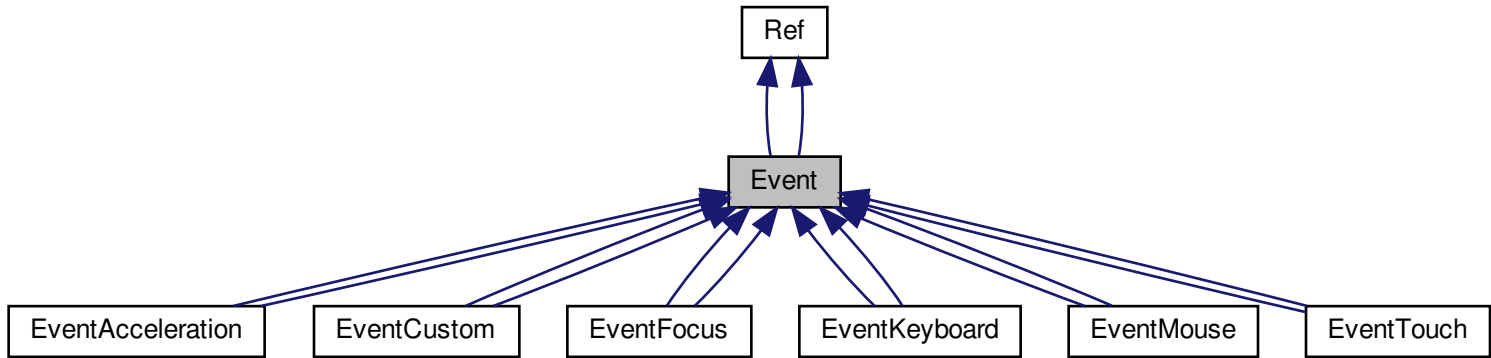 Ref
Event
EventAcceleration
EventCustom
EventFocus
EventKeyboard
EventMouse
EventTouch